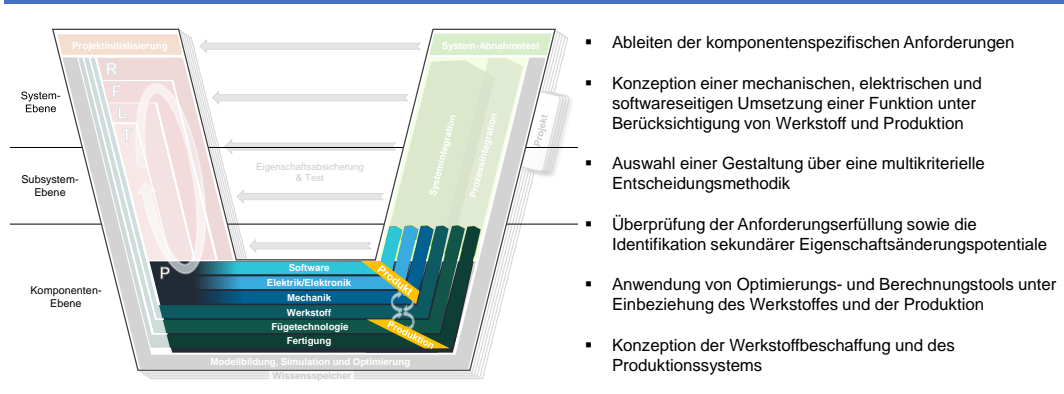 Projektinitialisierung
System-Abnahmetest
R
F
L
T
P
System-
Ebene
Subsystem-
Ebene
Komponenten-
Ebene
Eigenschaftsabsicherung
& Test
Systemintegration
Prozessintegration
Projekt
Software
Elektrik/Elektronik
Mechanik
Werkstoff
Fügetechnologie
Fertigung
Produkt
Produktion
Modellbildung, Simulation und Optimierung
Wissensspeicher
▪ Ableiten der komponentenspezifischen Anforderungen
▪ Konzeption einer mechanischen, elektrischen und
softwareseitigen Umsetzung einer Funktion unter
Berücksichtigung von Werkstoff und Produktion
▪ Auswahl einer Gestaltung über eine multikriterielle
Entscheidungsmethodik
▪ Überprüfung der Anforderungserfüllung sowie die
Identifikation sekundärer Eigenschaftsänderungspotentiale
▪ Anwendung von Optimierungs- und Berechnungstools unter
Einbeziehung des Werkstoffes und der Produktion
▪ Konzeption der Werkstoffbeschaffung und des
Produktionssystems